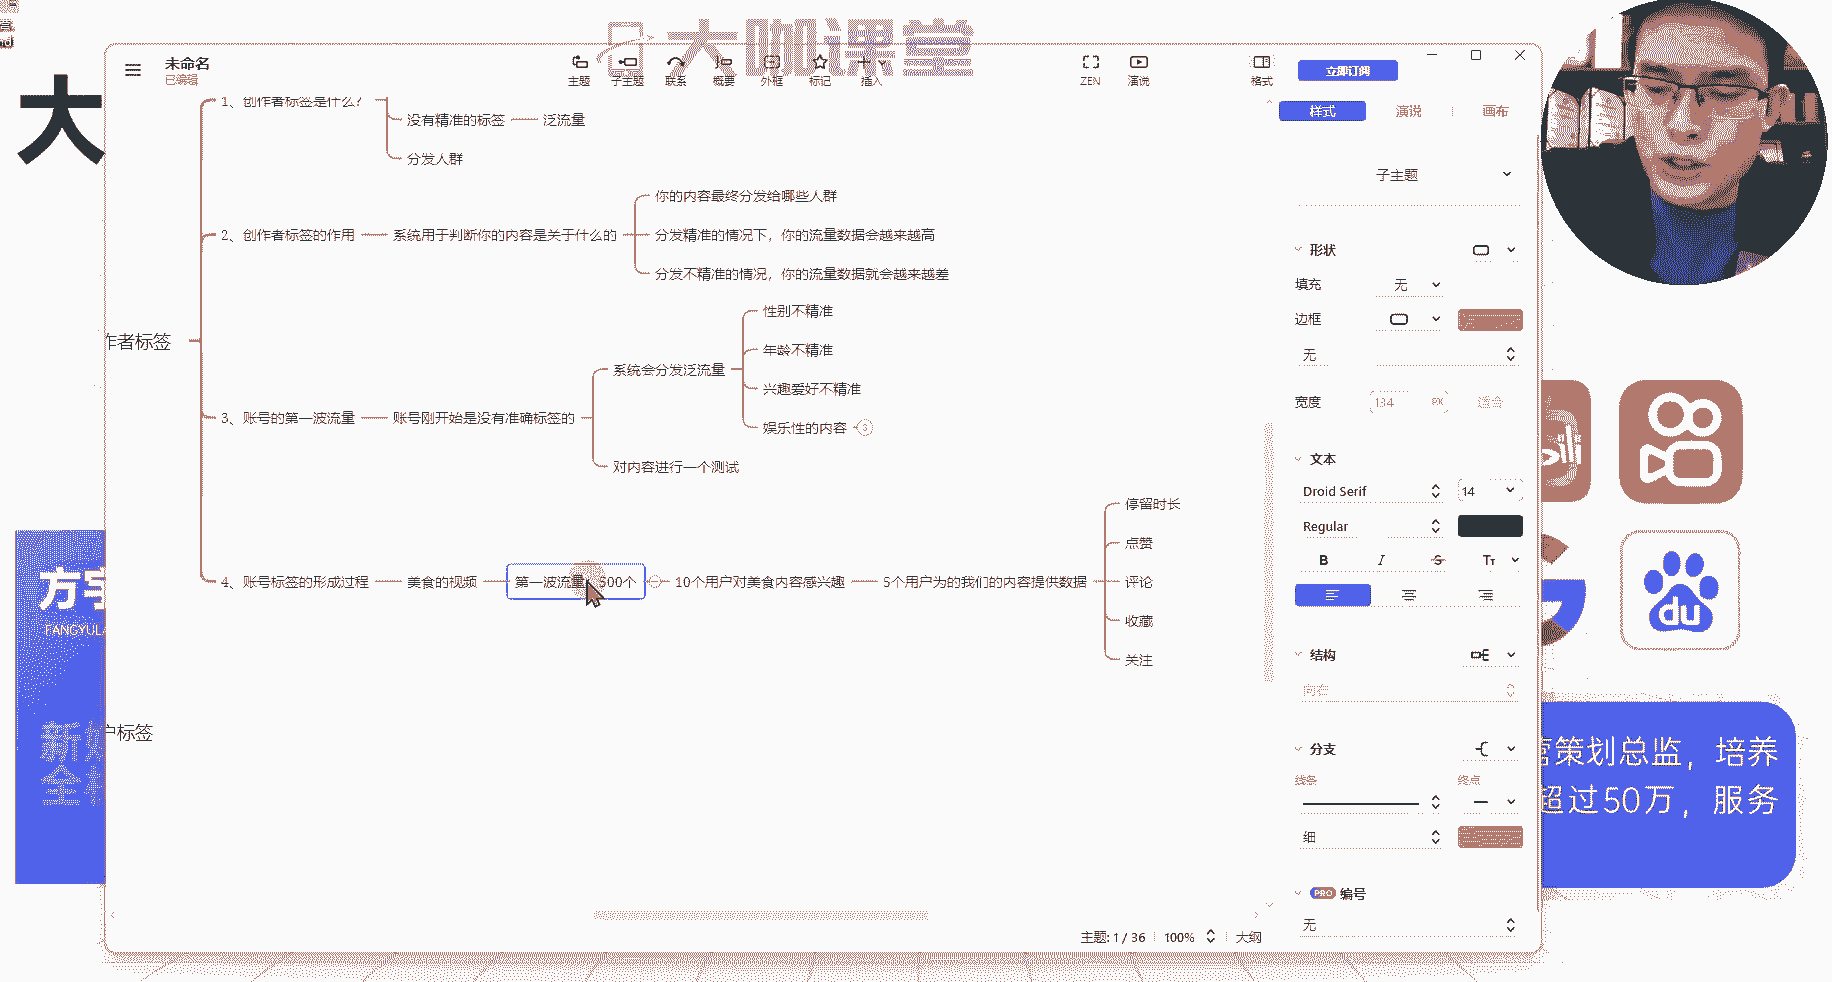 大咖课堂
大
未命名
已编辑
主题
子主题
联系
概要
外框
标记
插入
ZEN
演说
格式
立即订阅
样式
演说
画布
1、创作者标签是什么？
没有精准的标签
泛流量
分发人群
2、创作者标签的作用
系统用于判断你的内容是关于什么的
你的内容最终分发给哪些人群
分发精准的情况下，你的流量数据会越来越高
分发不精准的情况，你的流量数据就会越来越差
作者标签
3、账号的第一波流量
账号刚开始是没有准确标签的
系统会分发泛流量
性别不精准
年龄不精准
兴趣爱好不精准
娱乐性的内容
3
对内容进行一个测试
4、账号标签的形成过程
美食的视频
第一波流量
500个
10个用户对美食内容感兴趣
5个用户为的我们的内容提供数据
停留时长
点赞
评论
收藏
关注
户标签
子主题
形状
填充
无
边框
无
宽度
134
PX
适合
文本
Droid Serif
14
Regular
B
I
S
Tт
结构
向右
分支
线条
终点
细
PRO
编号
无
主题: 1 / 36
100%
大纲
方宇
FANGYULA
新
全
du
营策划总监，培养
超过50万，服务